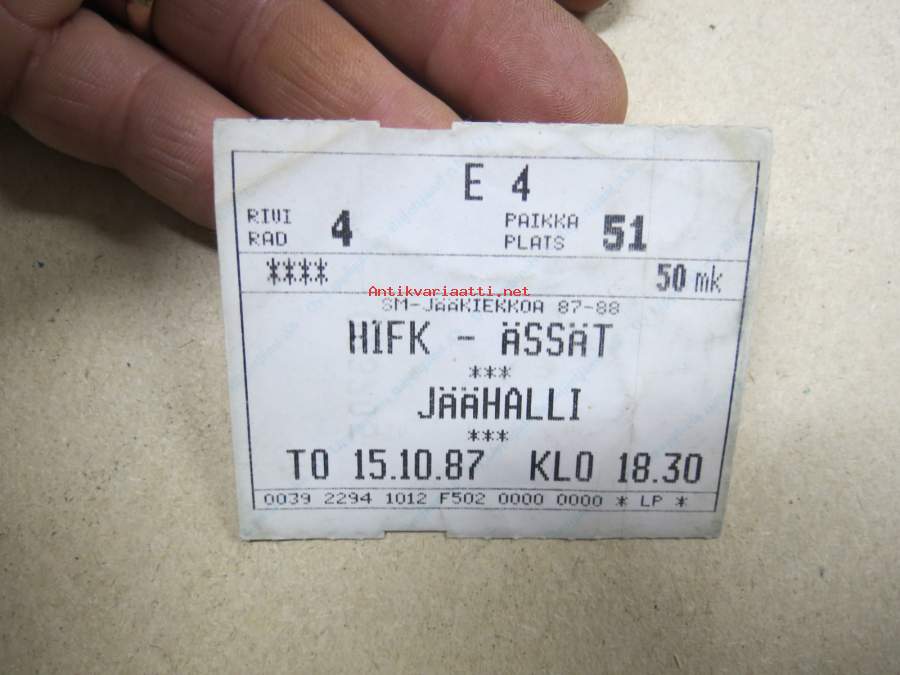 E 4
RIVI
RAD 4
PAIKKA
PLATS 51
**** 50 mk
Antikvariaatti.net
SM-JääKIEKKOA 87-88
HIFK - ÄSSÄT
***
JääHALLI
***
TO 15.10.87 KLO 18.30
0039 2294 1012 F502 0000 0000 * LP *